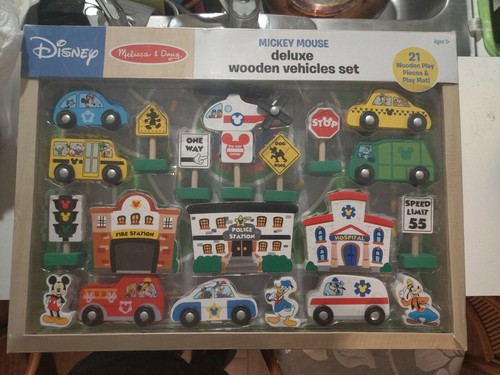 Disney
Melissa & Doug
MICKEY MOUSE
deluxe
wooden vehicles set
21
Wooden Play
Pieces &
Play Mat!
ONE
WAY
STOP
DOG
FIRE STATION
POLICE
STATION
HOSPITAL
SPEED
LIMIT
55